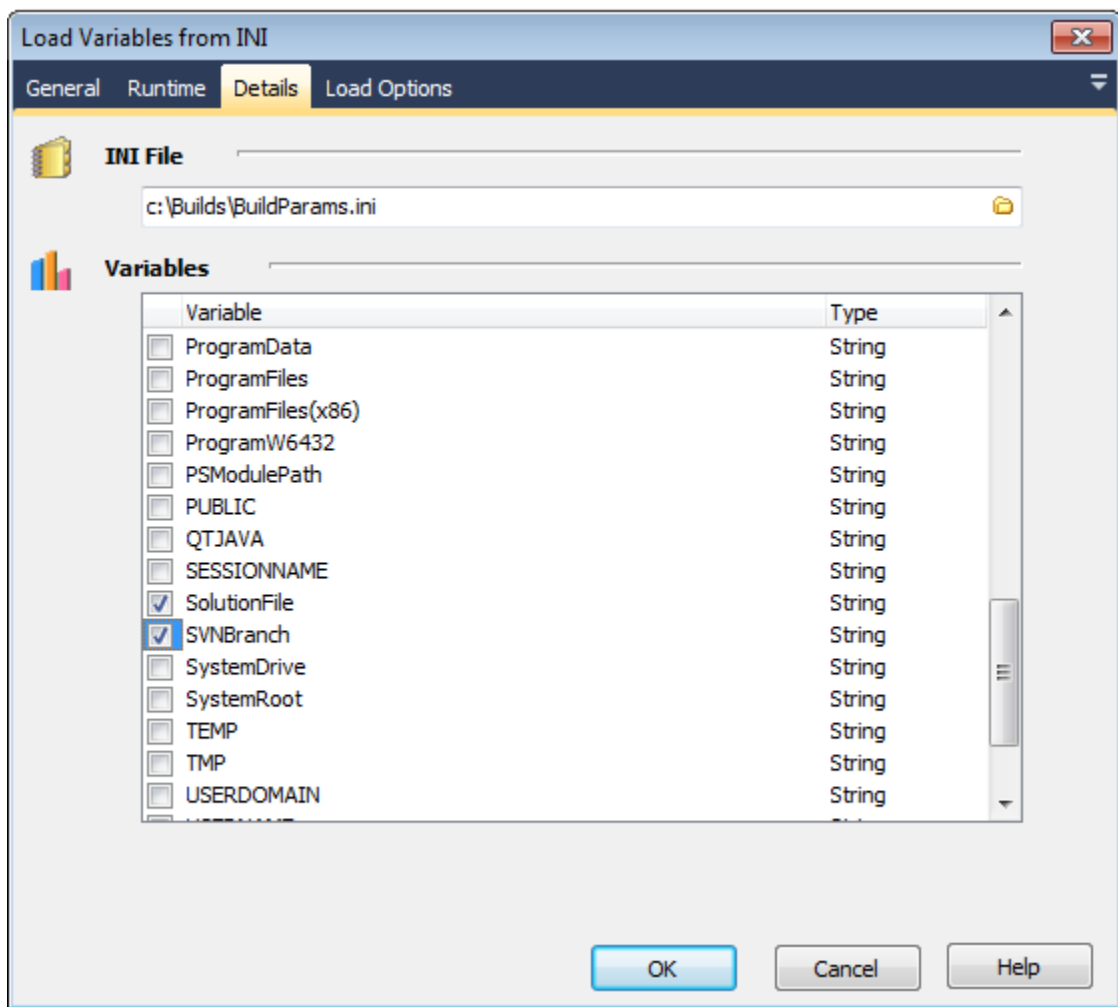 Load Variables from INI
General Runtime Details Load Options
INI File
c:\Builds\BuildParams.ini
Variables
Variable Type
ProgramData String
ProgramFiles String
ProgramFiles(x86) String
ProgramW6432 String
PSModulePath String
PUBLIC String
QTJAVA String
SESSIONNAME String
SolutionFile String
SVNBranch String
SystemDrive String
SystemRoot String
TEMP String
TMP String
USERDOMAIN String
OK Cancel Help